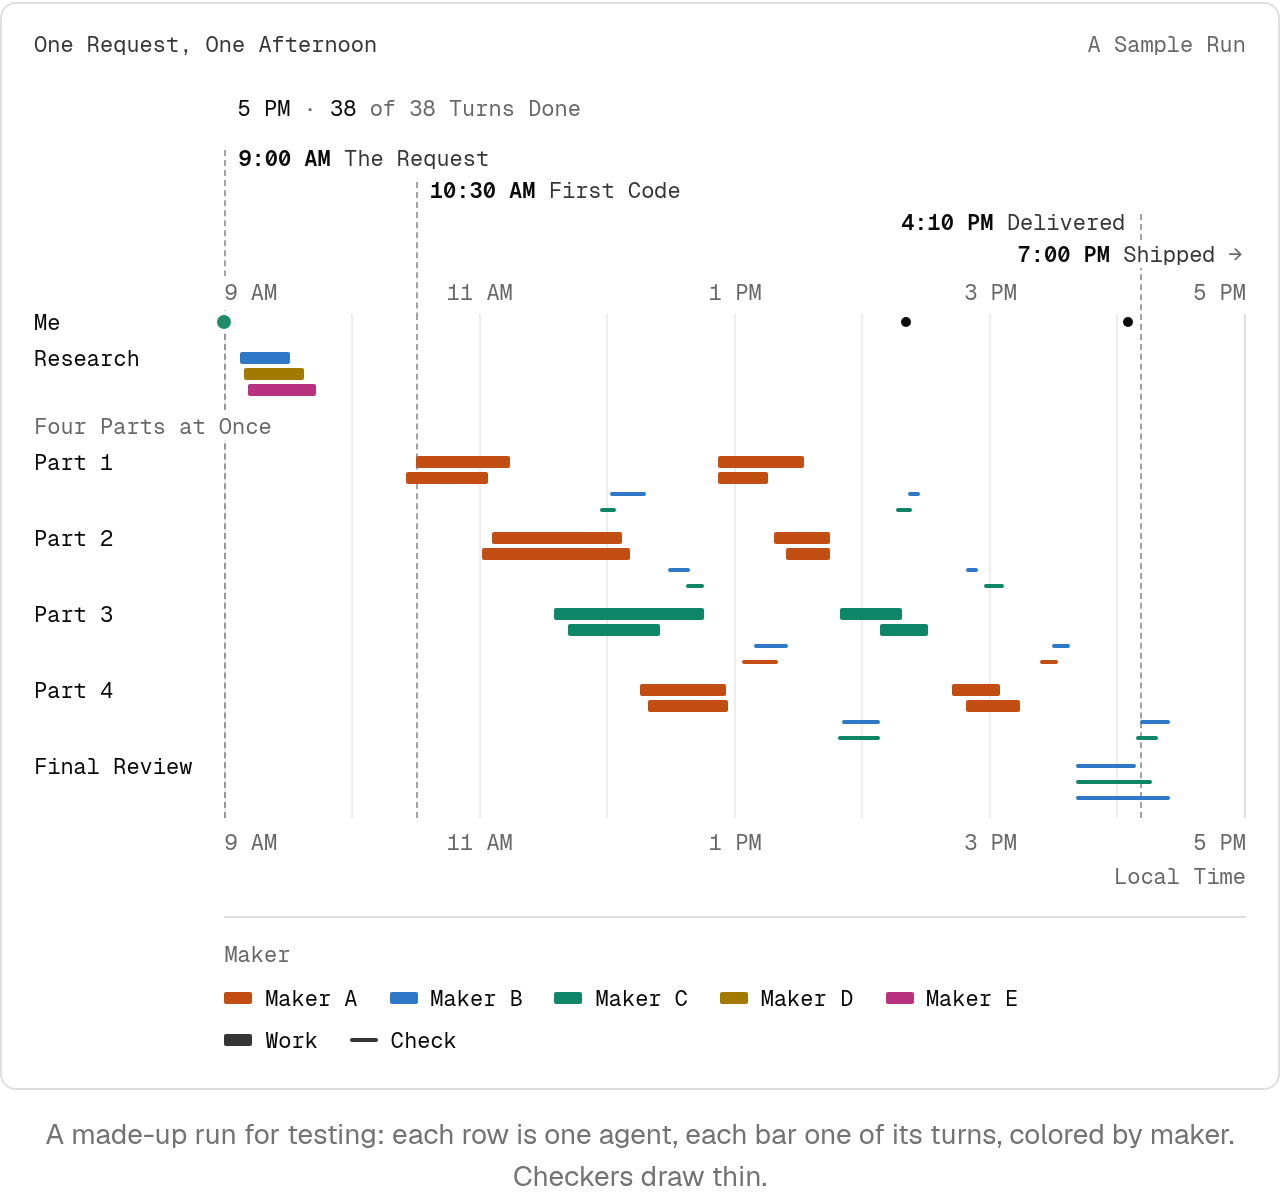 One Request, One Afternoon
A Sample Run
5 PM · 38 of 38 Turns Done
9:00 AM The Request
10:30 AM First Code
4:10 PM Delivered
7:00 PM Shipped →
9 AM 11 AM 1 PM 3 PM 5 PM
Me
Research
Four Parts at Once
Part 1
Part 2
Part 3
Part 4
Final Review
9 AM 11 AM 1 PM 3 PM 5 PM
Local Time
Maker
Maker A Maker B Maker C Maker D Maker E
Work Check
A made-up run for testing: each row is one agent, each bar one of its turns, colored by maker.
Checkers draw thin.